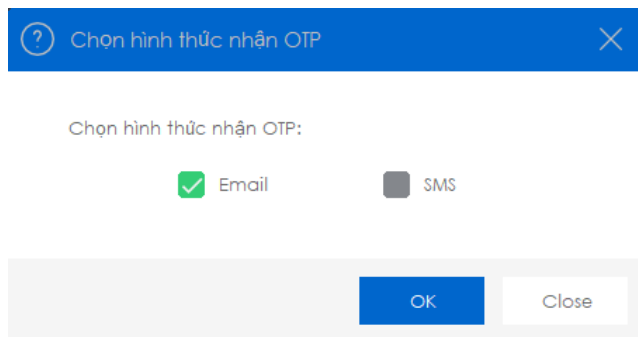 Chọn hình thức nhận OTP
Chọn hình thức nhận OTP:
Email SMS
OK Close